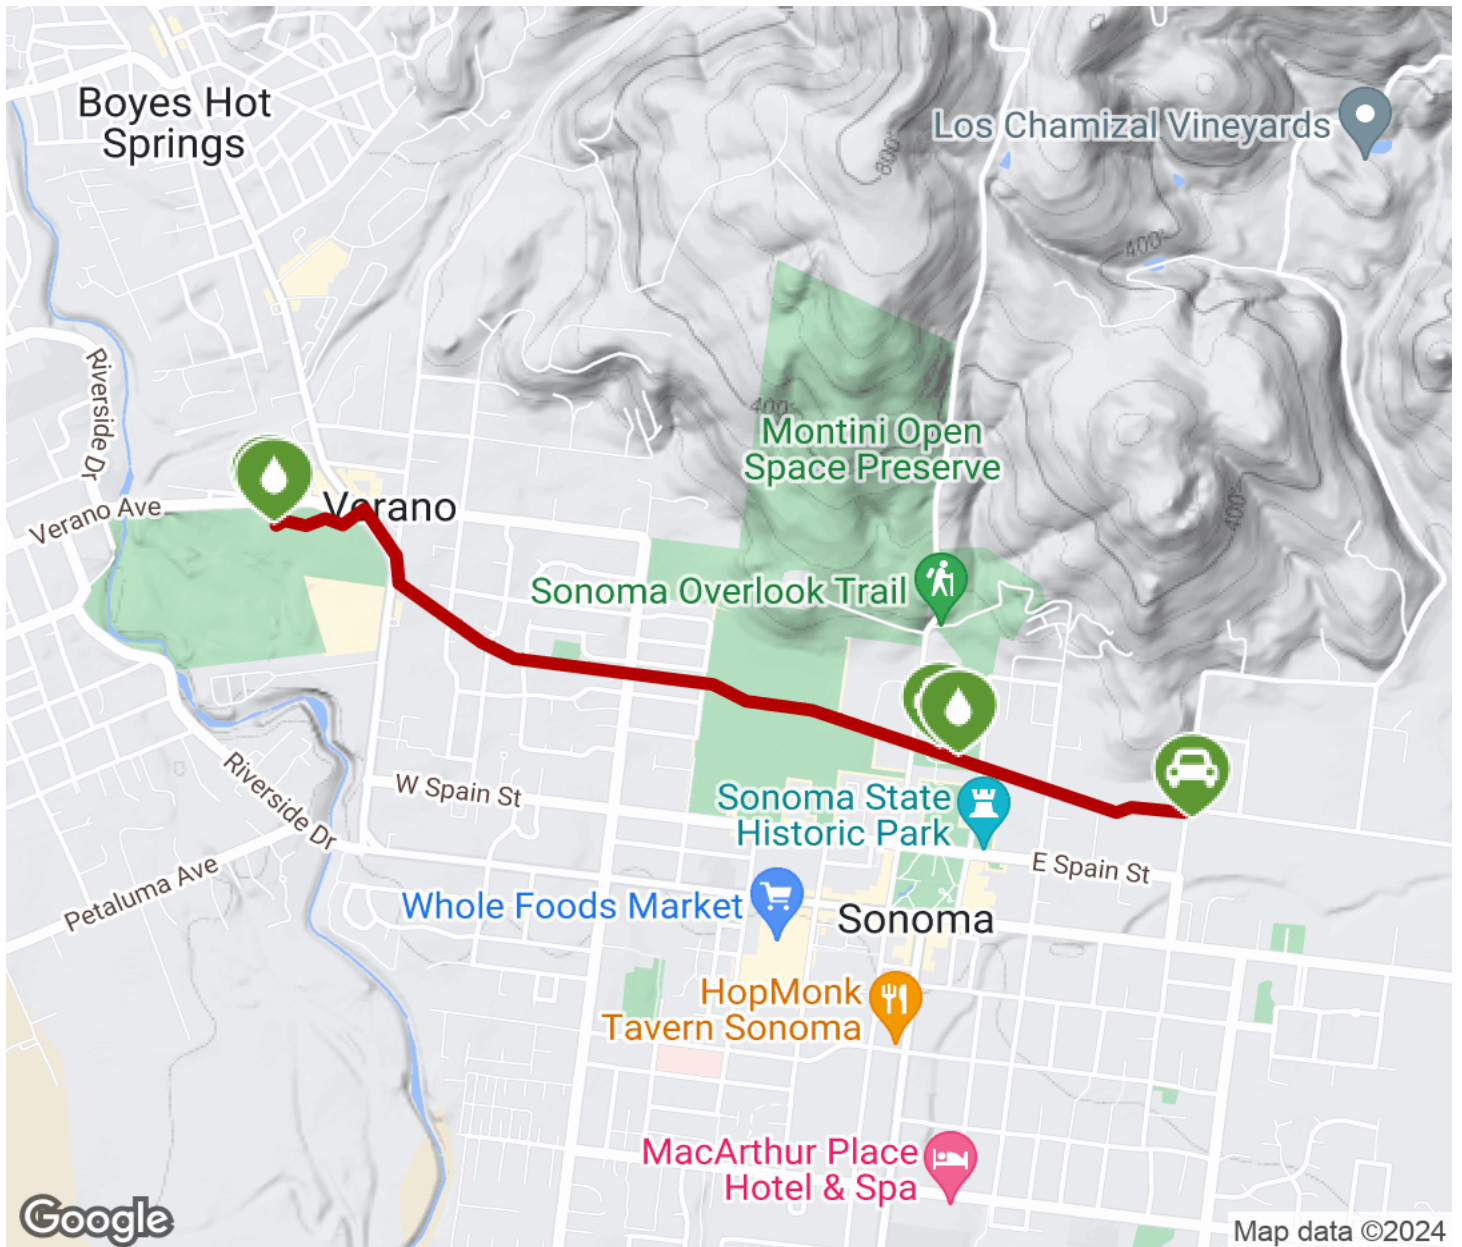 Boyes Hot
Springs
Los Chamizal Vineyards
800'
400'
Riverside Dr
400'
Montini Open
Space Preserve
400'
Verano Ave
Verano
Sonoma Overlook Trail
Riverside Dr
W Spain St
Sonoma State
Historic Park
E Spain St
Petaluma Ave
Whole Foods Market
Sonoma
HopMonk
Tavern Sonoma
MacArthur Place
Hotel & Spa
Google
Map data ©2024